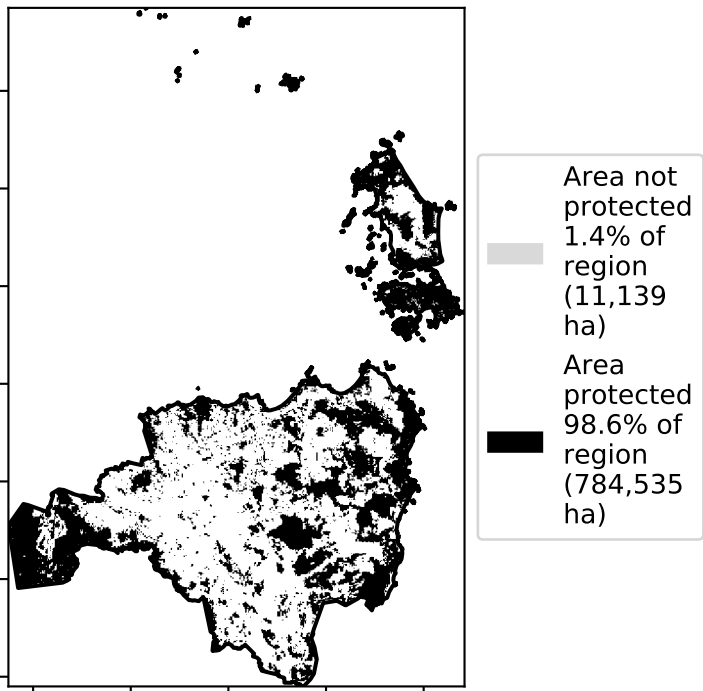 Area not
protected
1.4% of
region
(11,139
ha)
Area
protected
98.6% of
region
(784,535
ha)